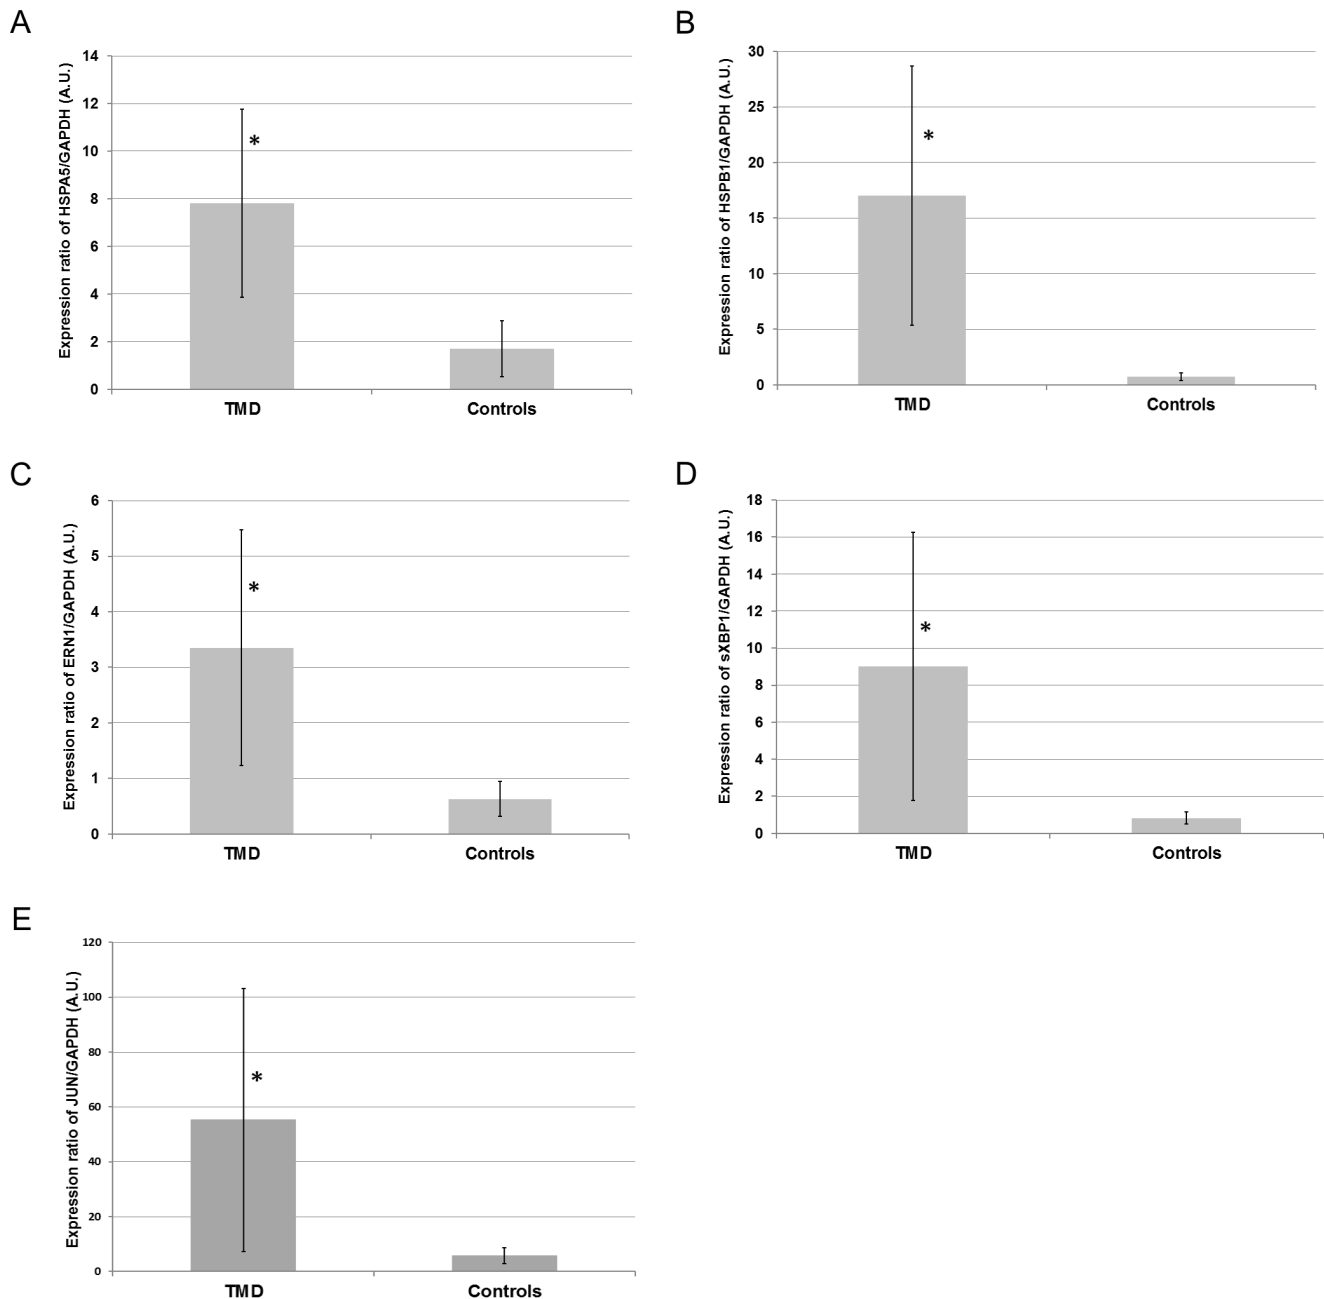 A
Expression ratio of HSPA5/GAPDH (A.U.)
14
12
10
8
6
4
2
0
*
TMD
Controls
B
Expression ratio of HSPB1/GAPDH (A.U.)
30
25
20
15
10
5
0
*
TMD
Controls
C
Expression ratio of ERN1/GAPDH (A.U.)
6
5
4
3
2
1
0
*
TMD
Controls
D
Expression ratio of sXBP1/GAPDH (A.U.)
18
16
14
12
10
8
6
4
2
0
*
TMD
Controls
E
Expression ratio of JUN/GAPDH (A.U.)
120
100
80
60
40
20
0
*
TMD
Controls